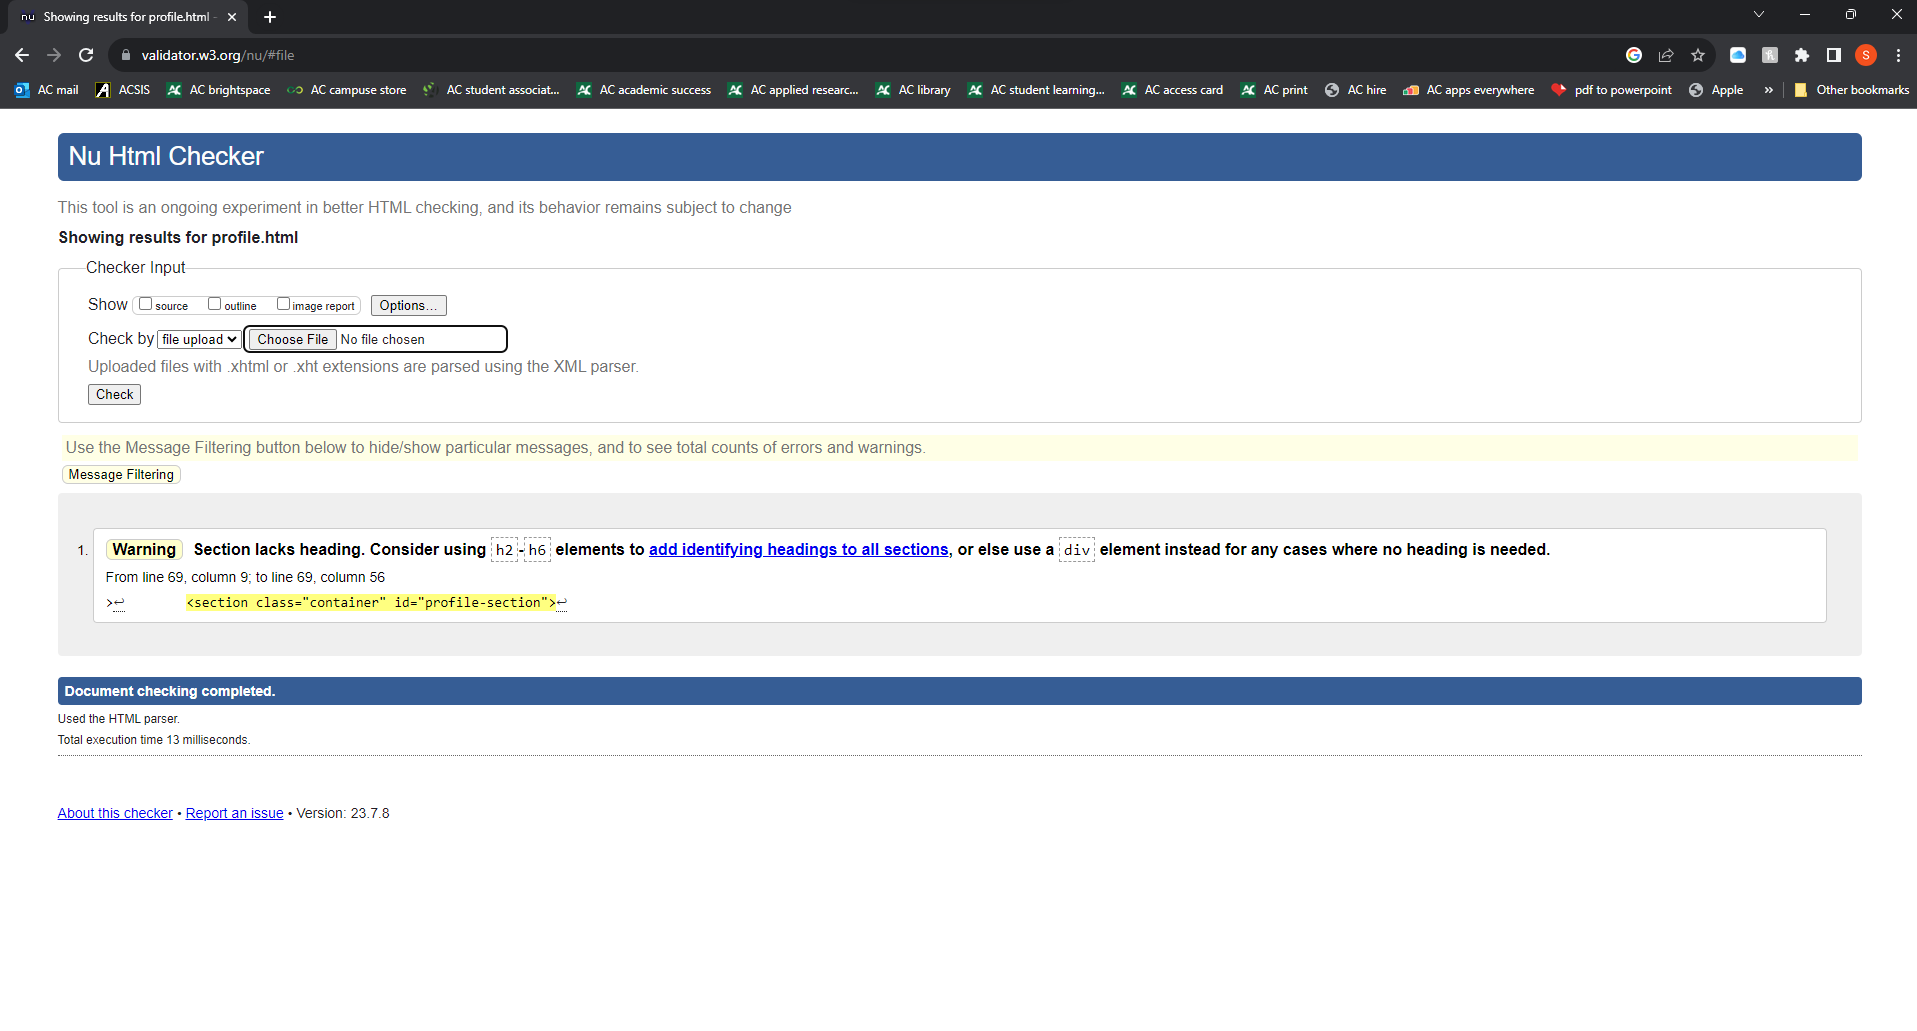 nu Showing results for profile.html -
validator.w3.org/nu/#file
S
AC mail ACSIS AC brightspace AC campuse store AC student associat... AC academic success AC applied researc... AC library AC student learning... AC access card AC print AC hire AC apps everywhere pdf to powerpoint Apple » Other bookmarks
Nu Html Checker
This tool is an ongoing experiment in better HTML checking, and its behavior remains subject to change
Showing results for profile.html
Checker Input
Show source outline image report Options...
Check by file upload Choose File No file chosen
Uploaded files with .xhtml or .xht extensions are parsed using the XML parser.
Check
Use the Message Filtering button below to hide/show particular messages, and to see total counts of errors and warnings.
Message Filtering
1. Warning Section lacks heading. Consider using h2-h6 elements to add identifying headings to all sections, or else use a div element instead for any cases where no heading is needed.
From line 69, column 9; to line 69, column 56
>↩ <section class="container" id="profile-section">↩
Document checking completed.
Used the HTML parser.
Total execution time 13 milliseconds.
About this checker • Report an issue • Version: 23.7.8